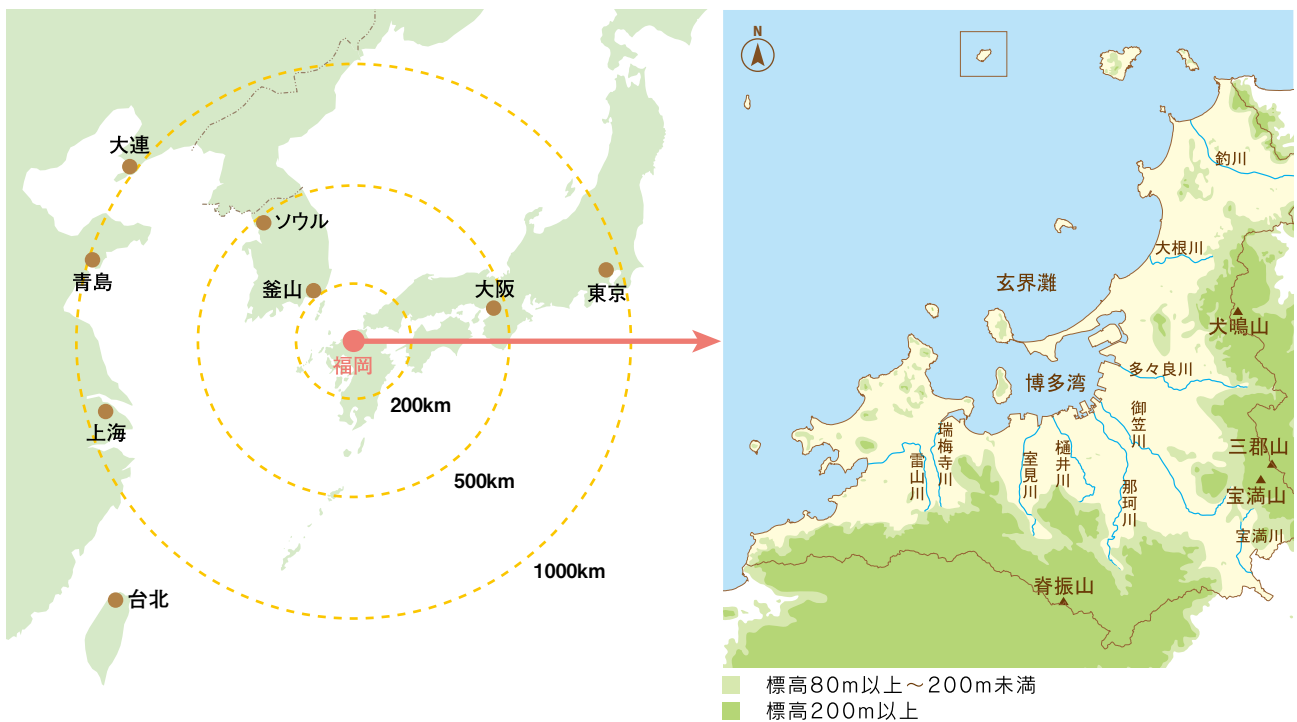 大連
ソウル
青島
釜山
大阪
東京
福岡
200km
上海
500km
1000km
台北
N
釣川
大根川
玄界灘
犬鳴山
多々良川
博多湾
御笠川
瑞梅寺川
雷山川
室見川
樋井川
那珂川
三郡山
宝満山
宝満川
脊振山
標高80m以上～200m未満
標高200m以上